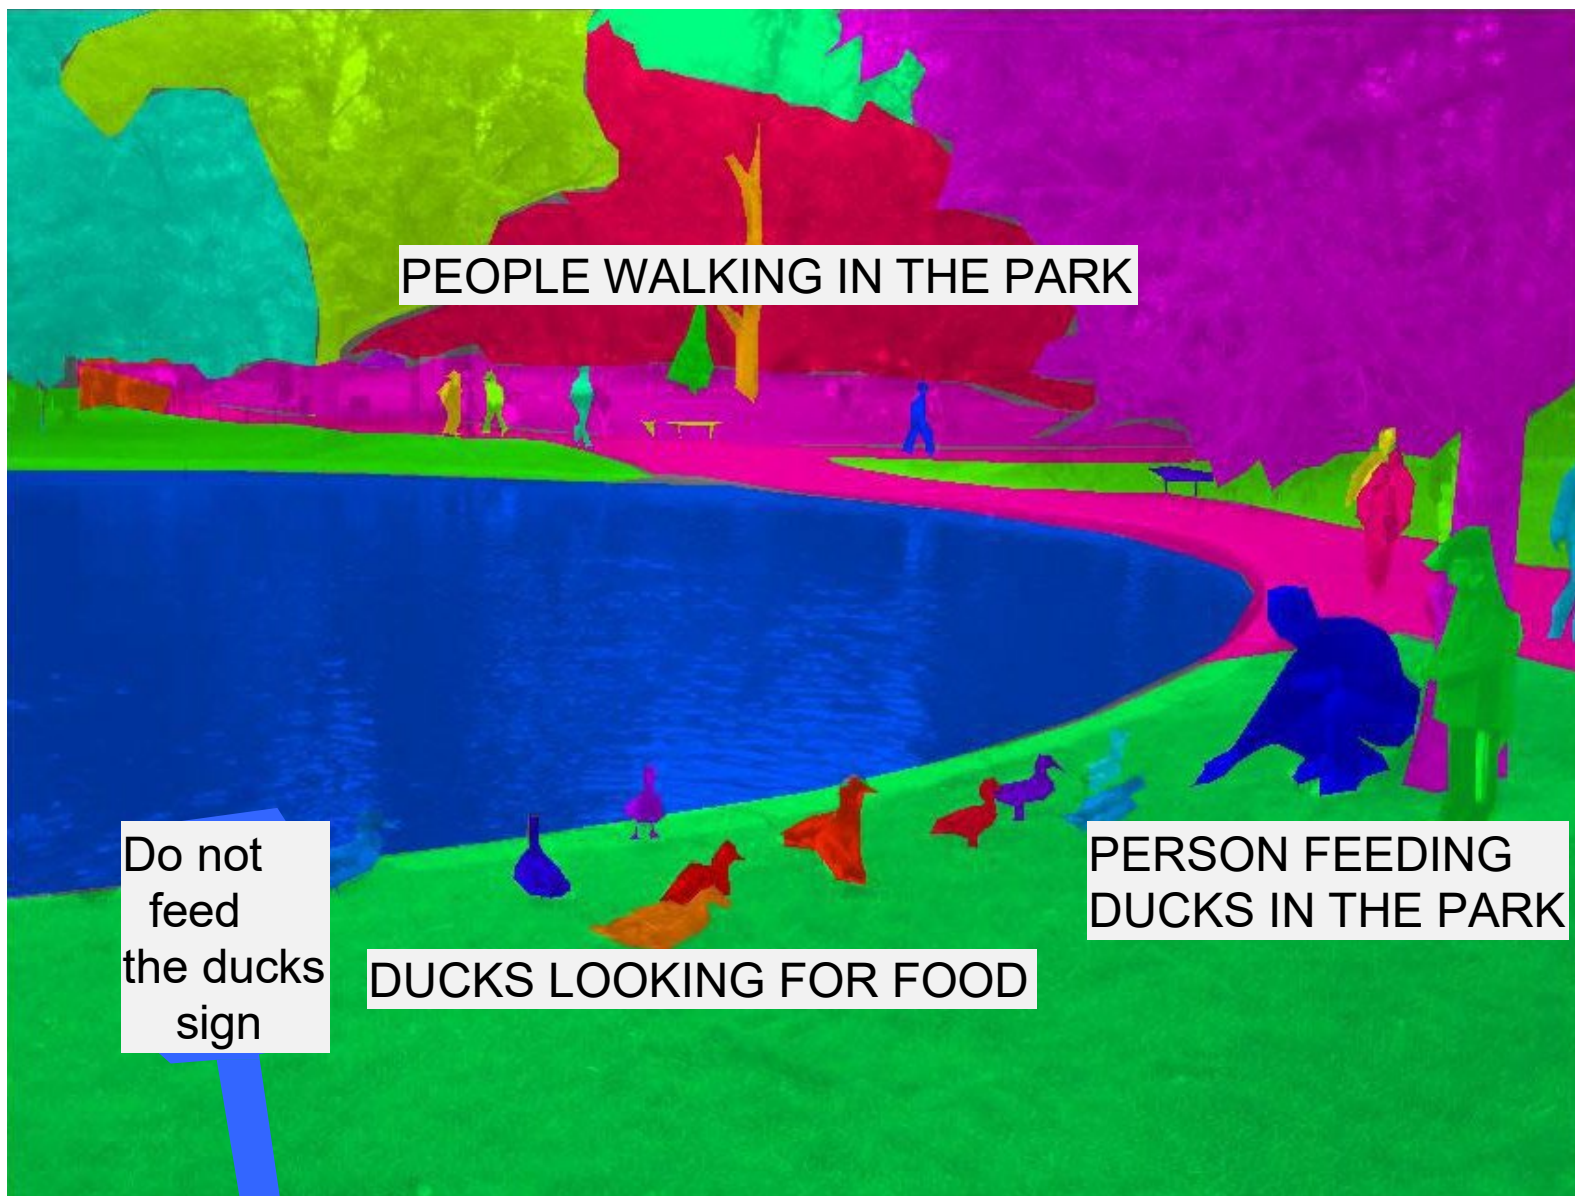 PEOPLE WALKING IN THE PARK
Do not
feed
the ducks
sign
PERSON FEEDING
DUCKS IN THE PARK
DUCKS LOOKING FOR FOOD